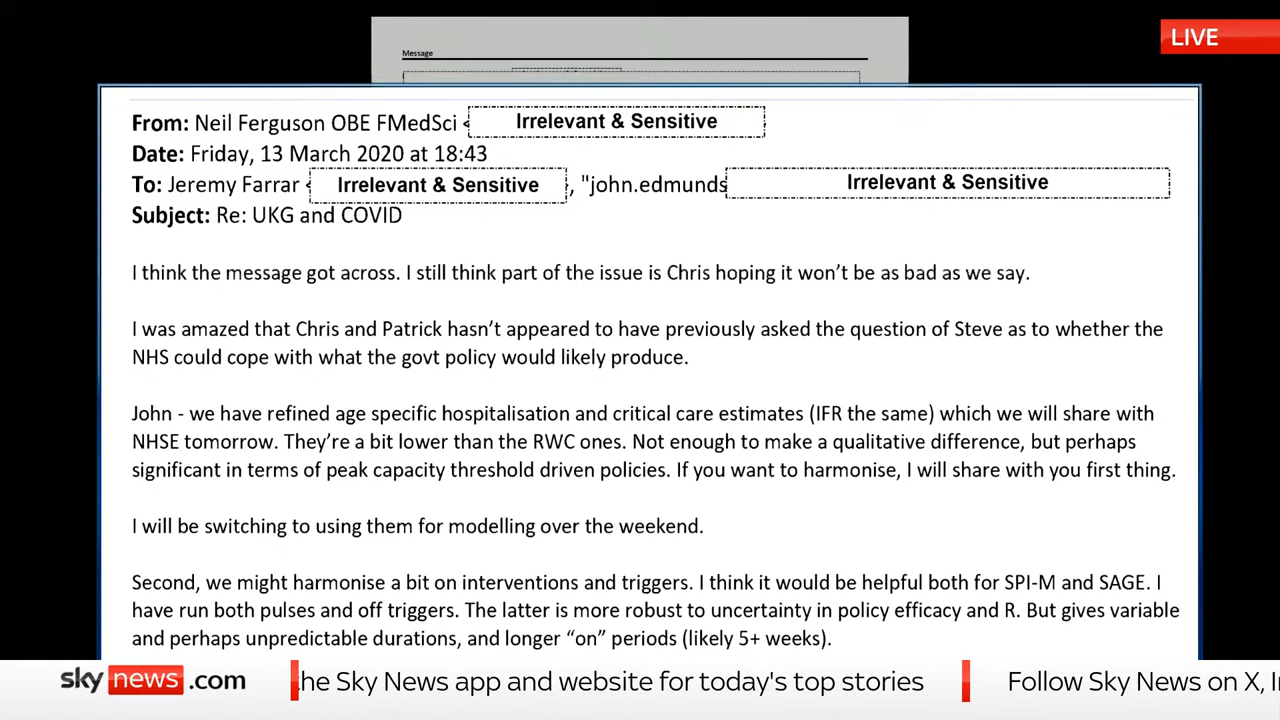 LIVE
Message
From: Neil Ferguson OBE FMedSci < Irrelevant & Sensitive
Date: Friday, 13 March 2020 at 18:43
To: Jeremy Farrar < Irrelevant & Sensitive >, "john.edmunds Irrelevant & Sensitive
Subject: Re: UKG and COVID
I think the message got across. I still think part of the issue is Chris hoping it won't be as bad as we say.
I was amazed that Chris and Patrick hasn't appeared to have previously asked the question of Steve as to whether the
NHS could cope with what the govt policy would likely produce.
John - we have refined age specific hospitalisation and critical care estimates (IFR the same) which we will share with
NHSE tomorrow. They're a bit lower than the RWC ones. Not enough to make a qualitative difference, but perhaps
significant in terms of peak capacity threshold driven policies. If you want to harmonise, I will share with you first thing.
I will be switching to using them for modelling over the weekend.
Second, we might harmonise a bit on interventions and triggers. I think it would be helpful both for SPI-M and SAGE. I
have run both pulses and off triggers. The latter is more robust to uncertainty in policy efficacy and R. But gives variable
and perhaps unpredictable durations, and longer “on” periods (likely 5+ weeks).
sky news .com the Sky News app and website for today's top stories Follow Sky News on X,